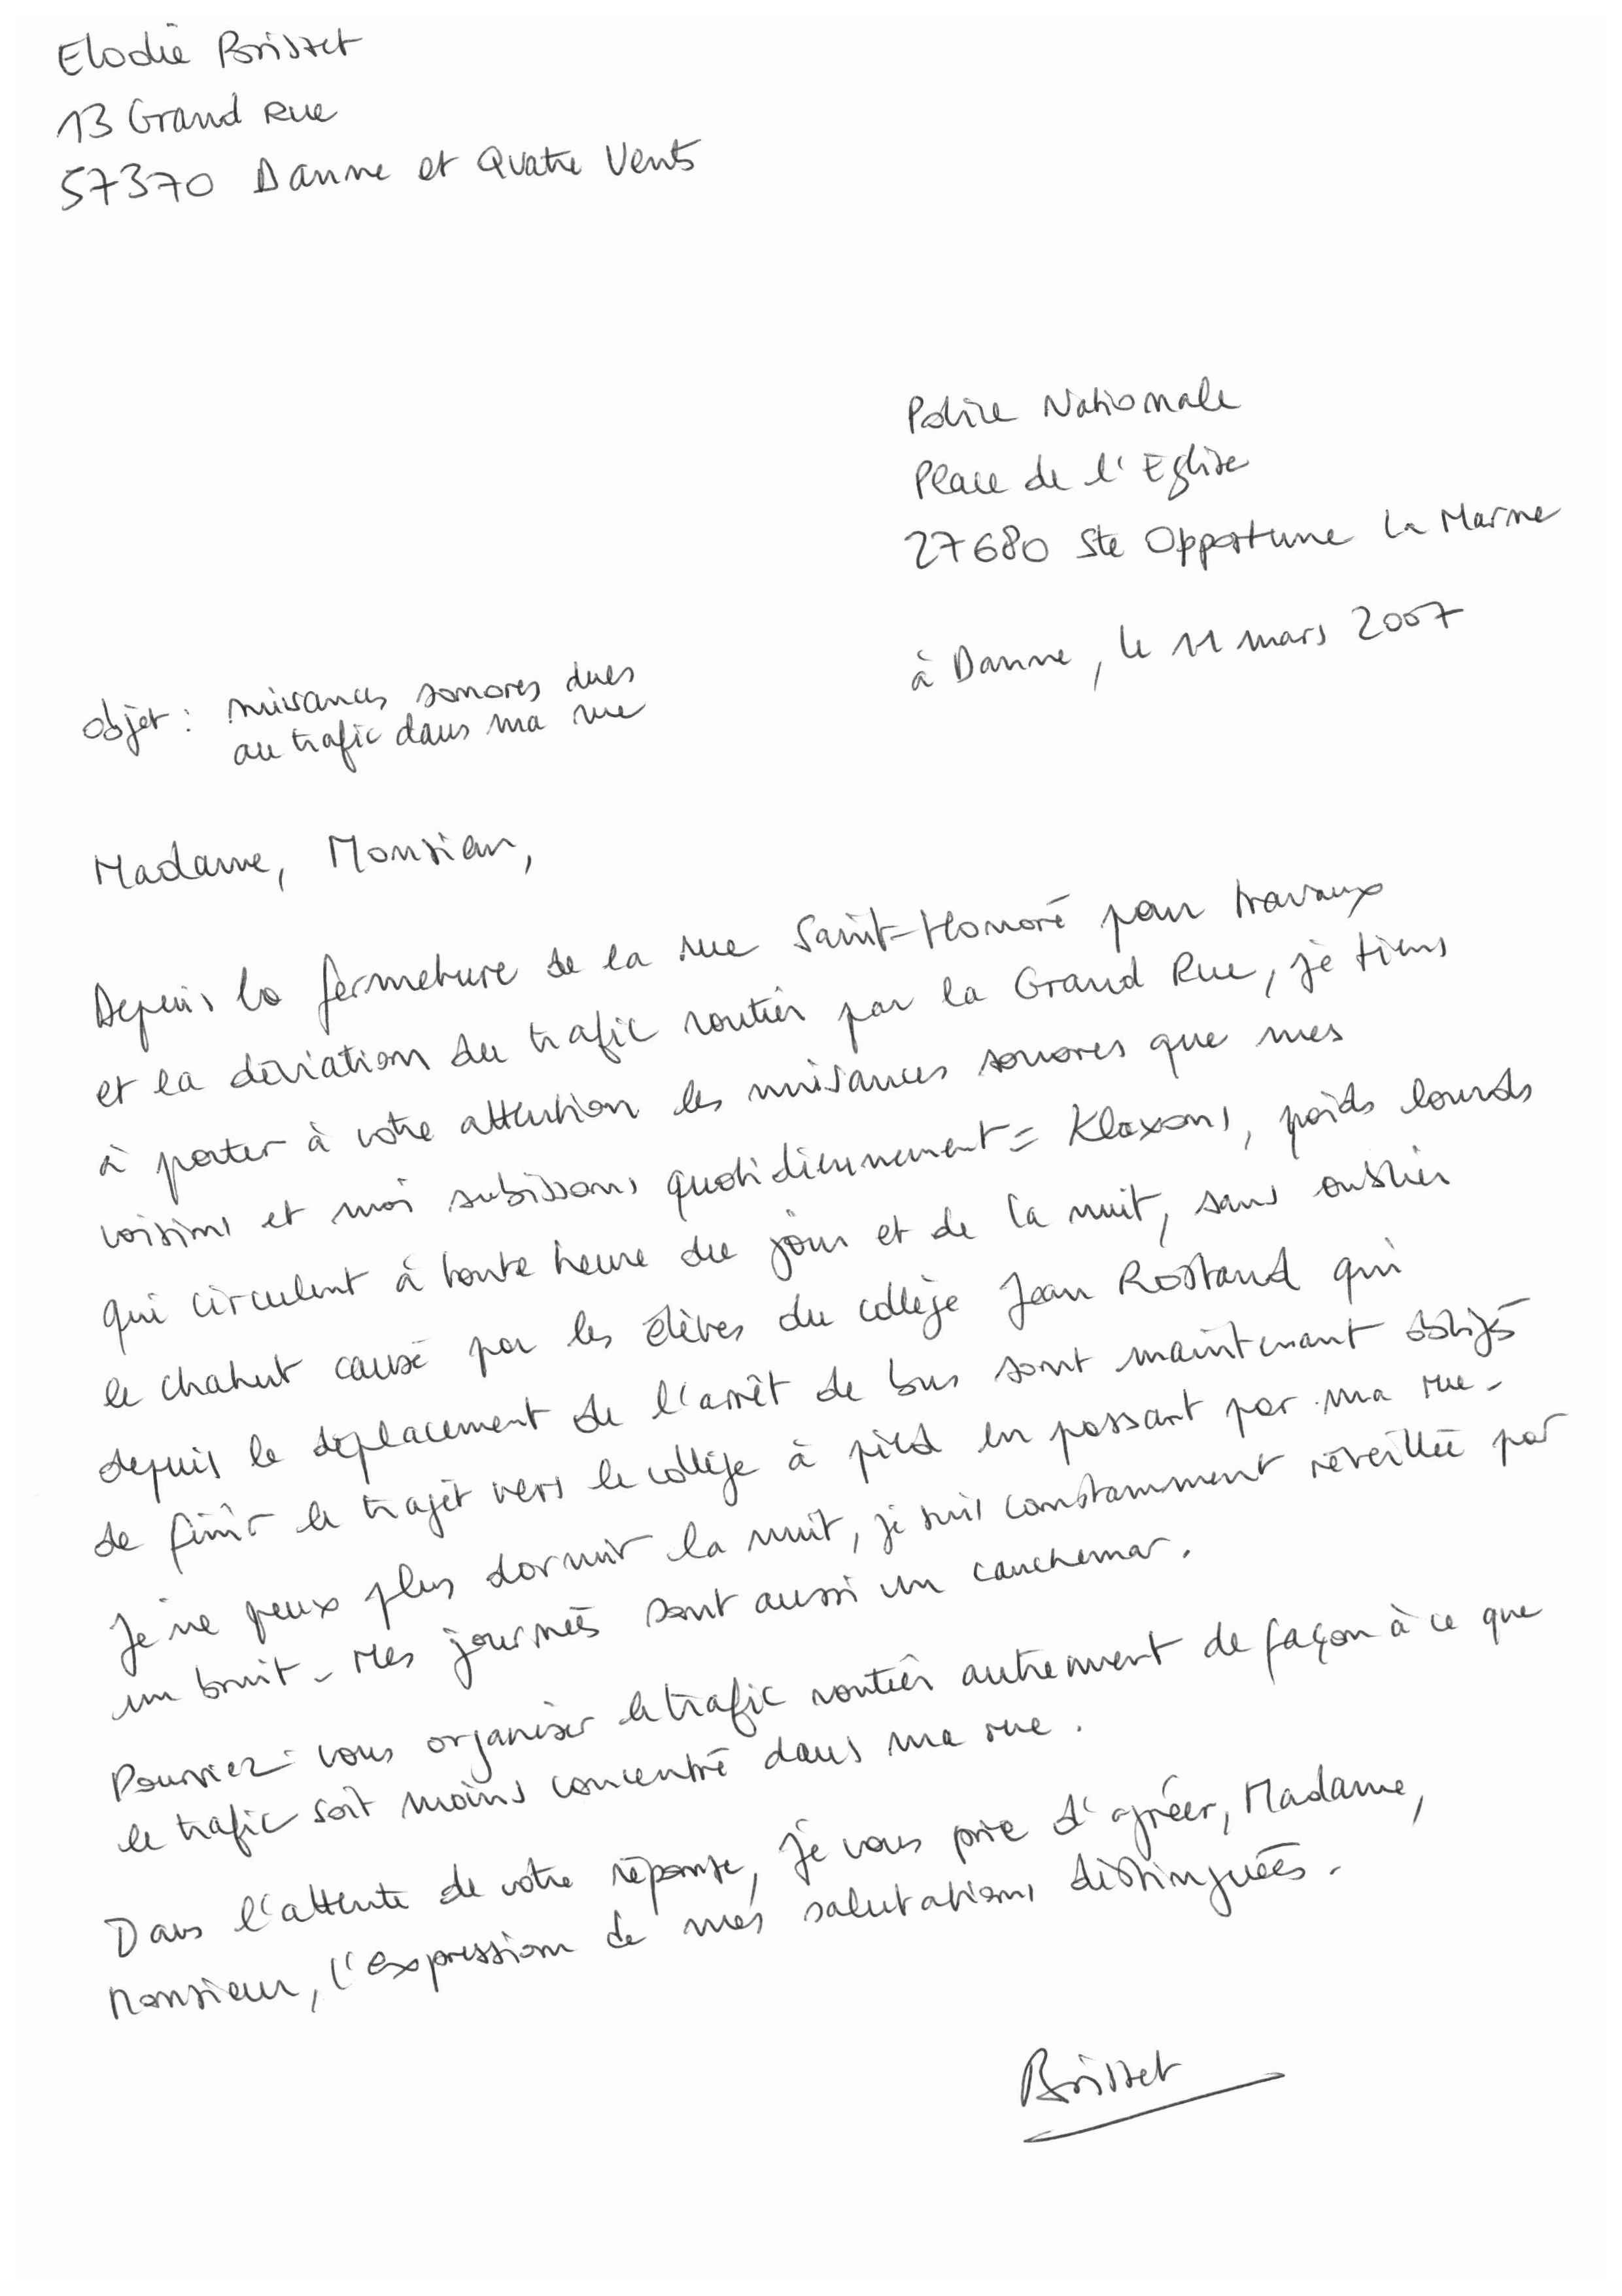 Elodie Brisset
13 Grand Rue
57370 Danne et Quatre Vents
Police Nationale
Place de l'Eglise
27680 Ste Opportune La Marne
à Danne, le 11 mars 2007
objet : nuisances sonores dues
au trafic dans ma rue
Madame, Monsieur,
Depuis la fermeture de la rue Saint-Honoré pour travaux
et la déviation du trafic routier par la Grand Rue, je tiens
à porter à votre attention les nuisances sonores que mes
voisins et moi subissons quotidiennement = Klaxons, poids lourds
qui circulent à toute heure du jour et de la nuit, sans oublier
le chahut causé par les élèves du collège Jean Rostand qui
depuis le déplacement de l'arrêt de bus sont maintenant obligés
de finir le trajet vers le collège à pied en passant par ma rue.
Je ne peux plus dormir la nuit, je suis constamment réveillée par
un bruit. Mes journées sont aussi un cauchemar.
Pourriez-vous organiser le trafic routier autrement de façon à ce que
le trafic soit moins concentré dans ma rue.
Dans l'attente de votre réponse, je vous prie d'agréer, Madame,
Monsieur, l'expression de mes salutations distinguées.
Brisset